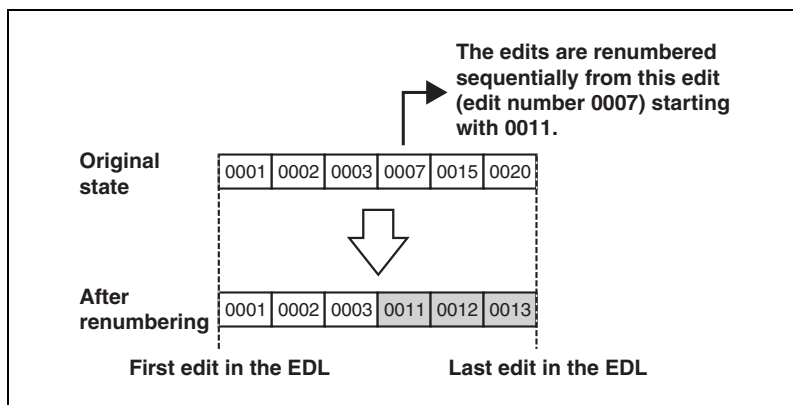 The edits are renumbered
sequentially from this edit
(edit number 0007) starting
with 0011.
Original
state
0001 0002 0003 0007 0015 0020
After
renumbering
0001 0002 0003 0011 0012 0013
First edit in the EDL Last edit in the EDL